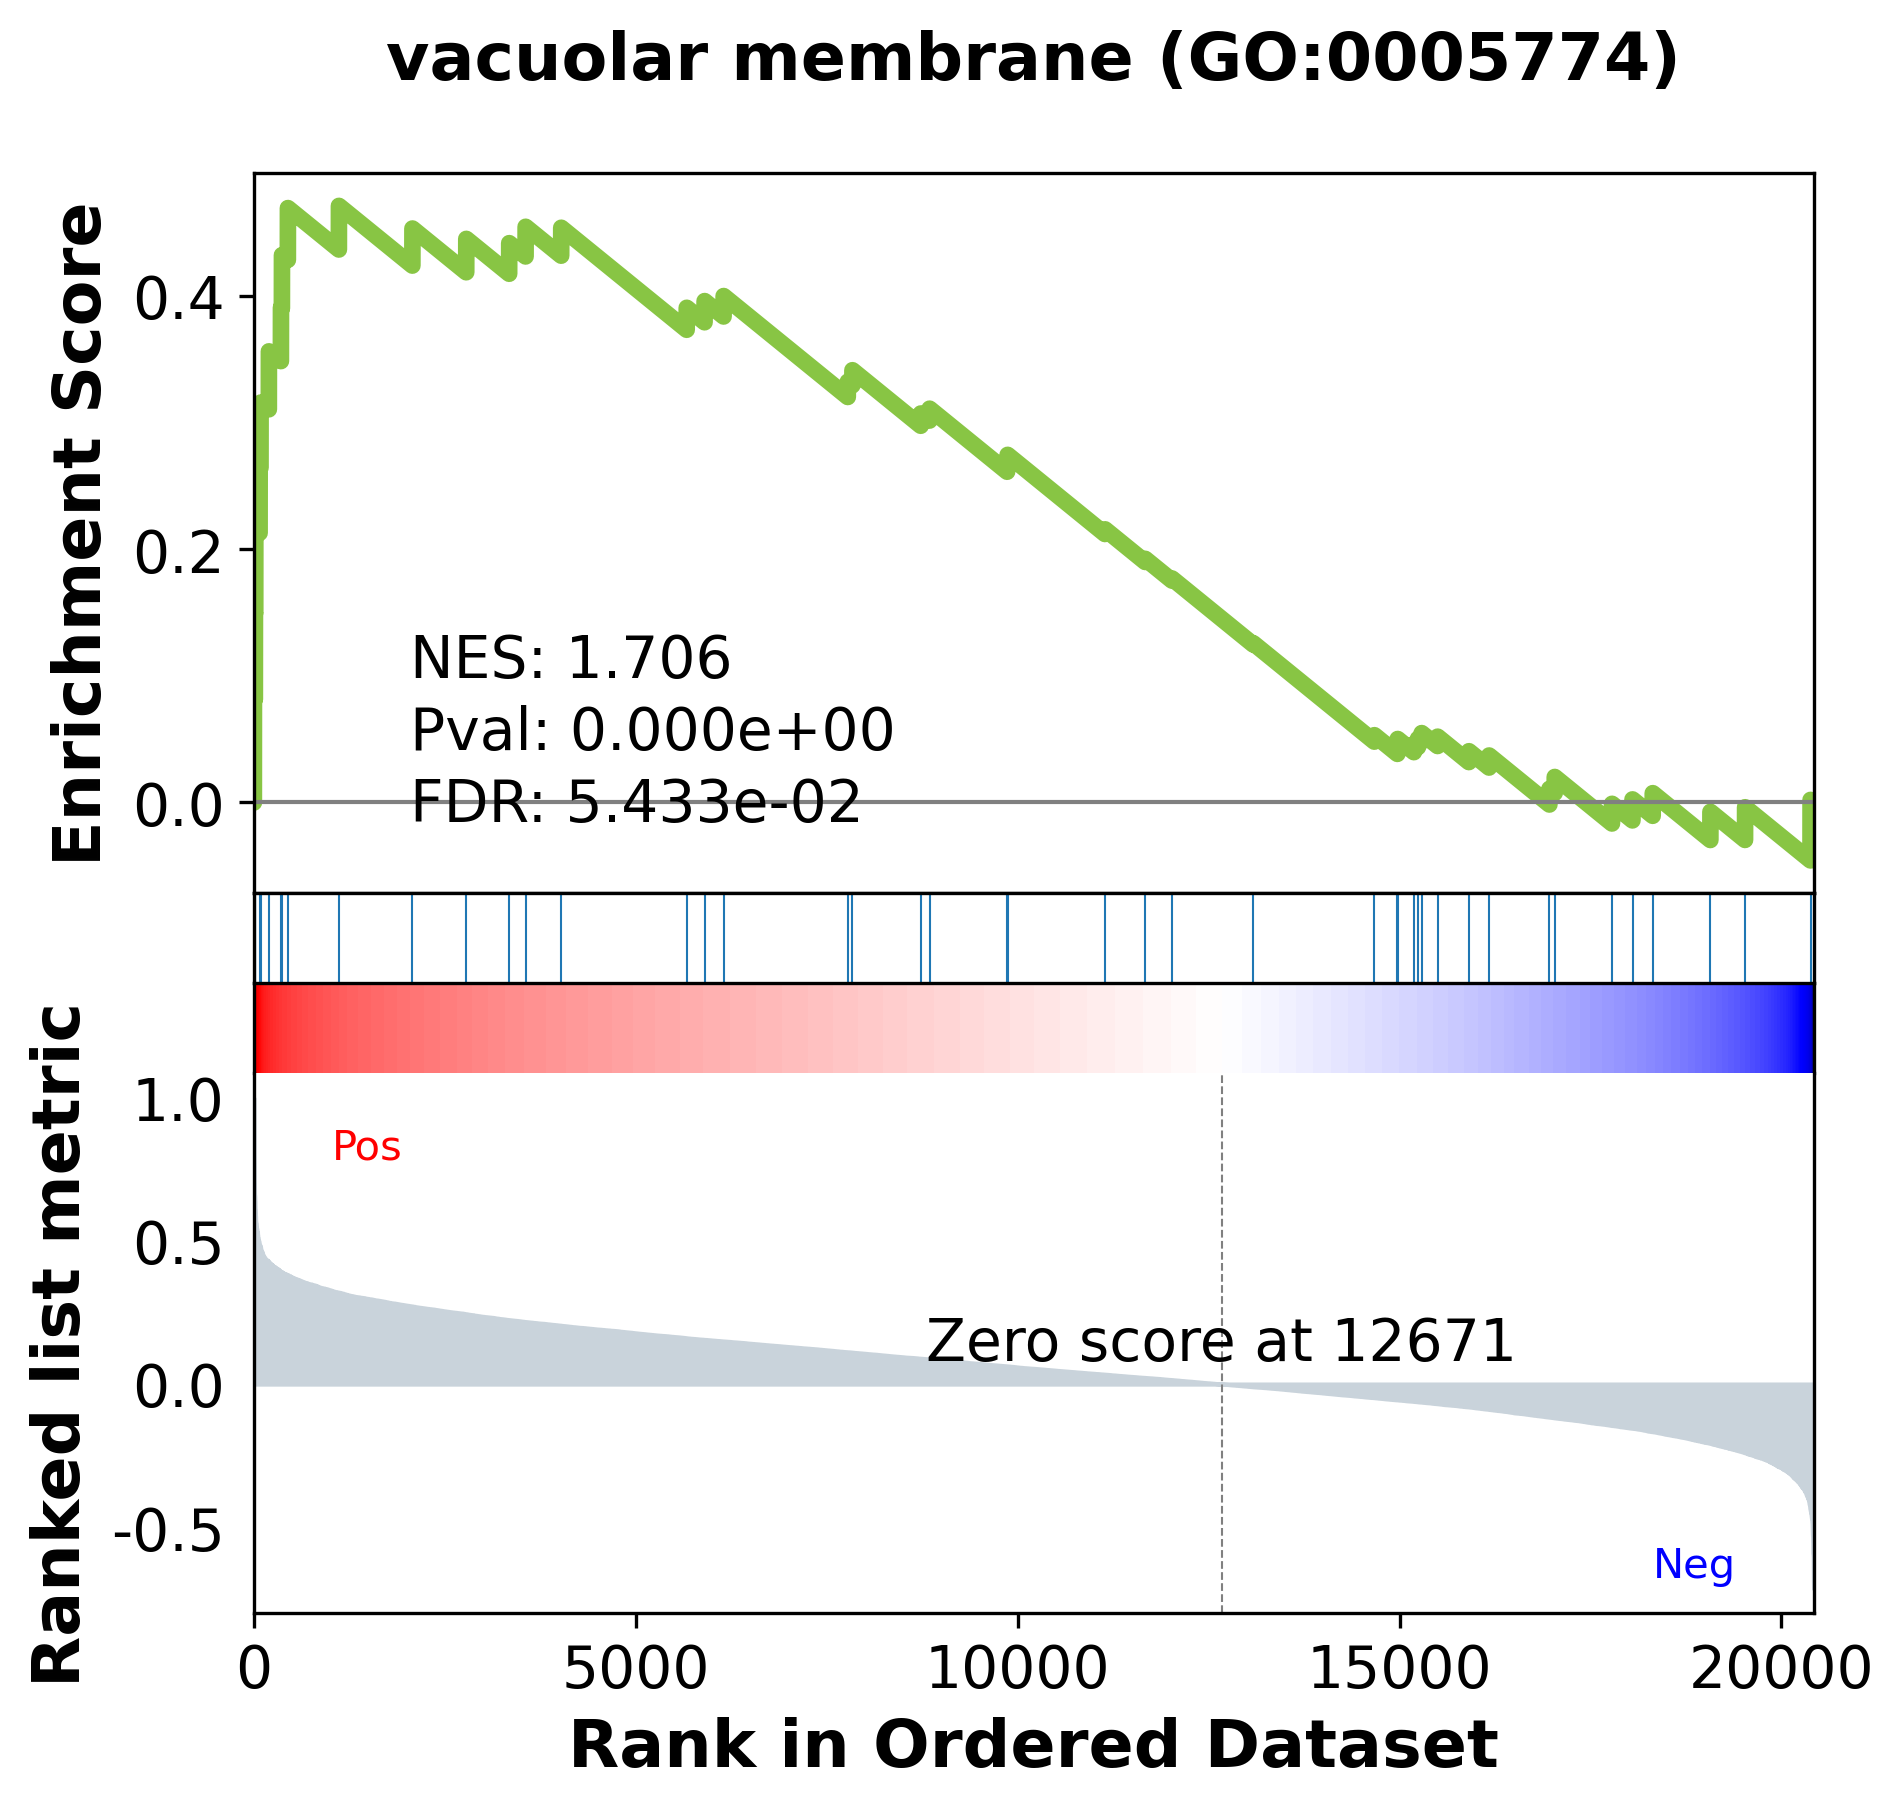 vacuolar membrane (GO:0005774)
Enrichment Score
0.4
0.2
0.0
NES: 1.706
Pval: 0.000e+00
FDR: 5.433e-02
Ranked list metric
1.0
0.5
0.0
-0.5
Pos
Zero score at 12671
Neg
0 5000 10000 15000 20000
Rank in Ordered Dataset